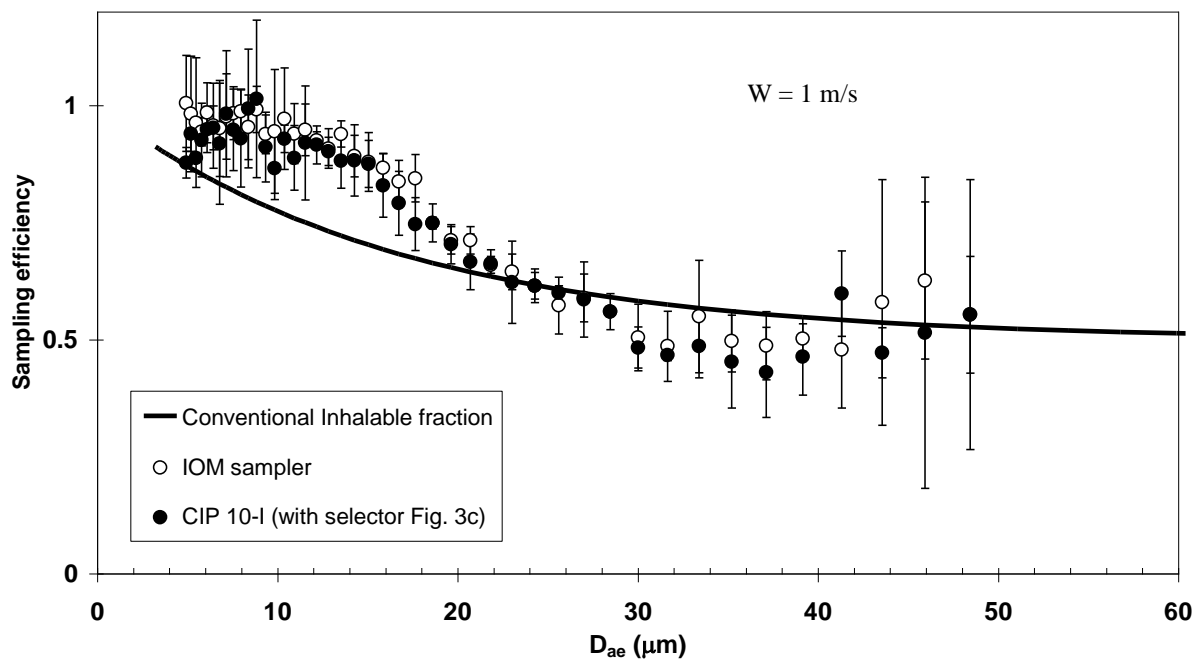 1
W = 1 m/s
Sampling efficiency
0.5
Conventional Inhalable fraction
IOM sampler
CIP 10-I (with selector Fig. 3c)
0
0 10 20 30 40 50 60
Dae (µm)